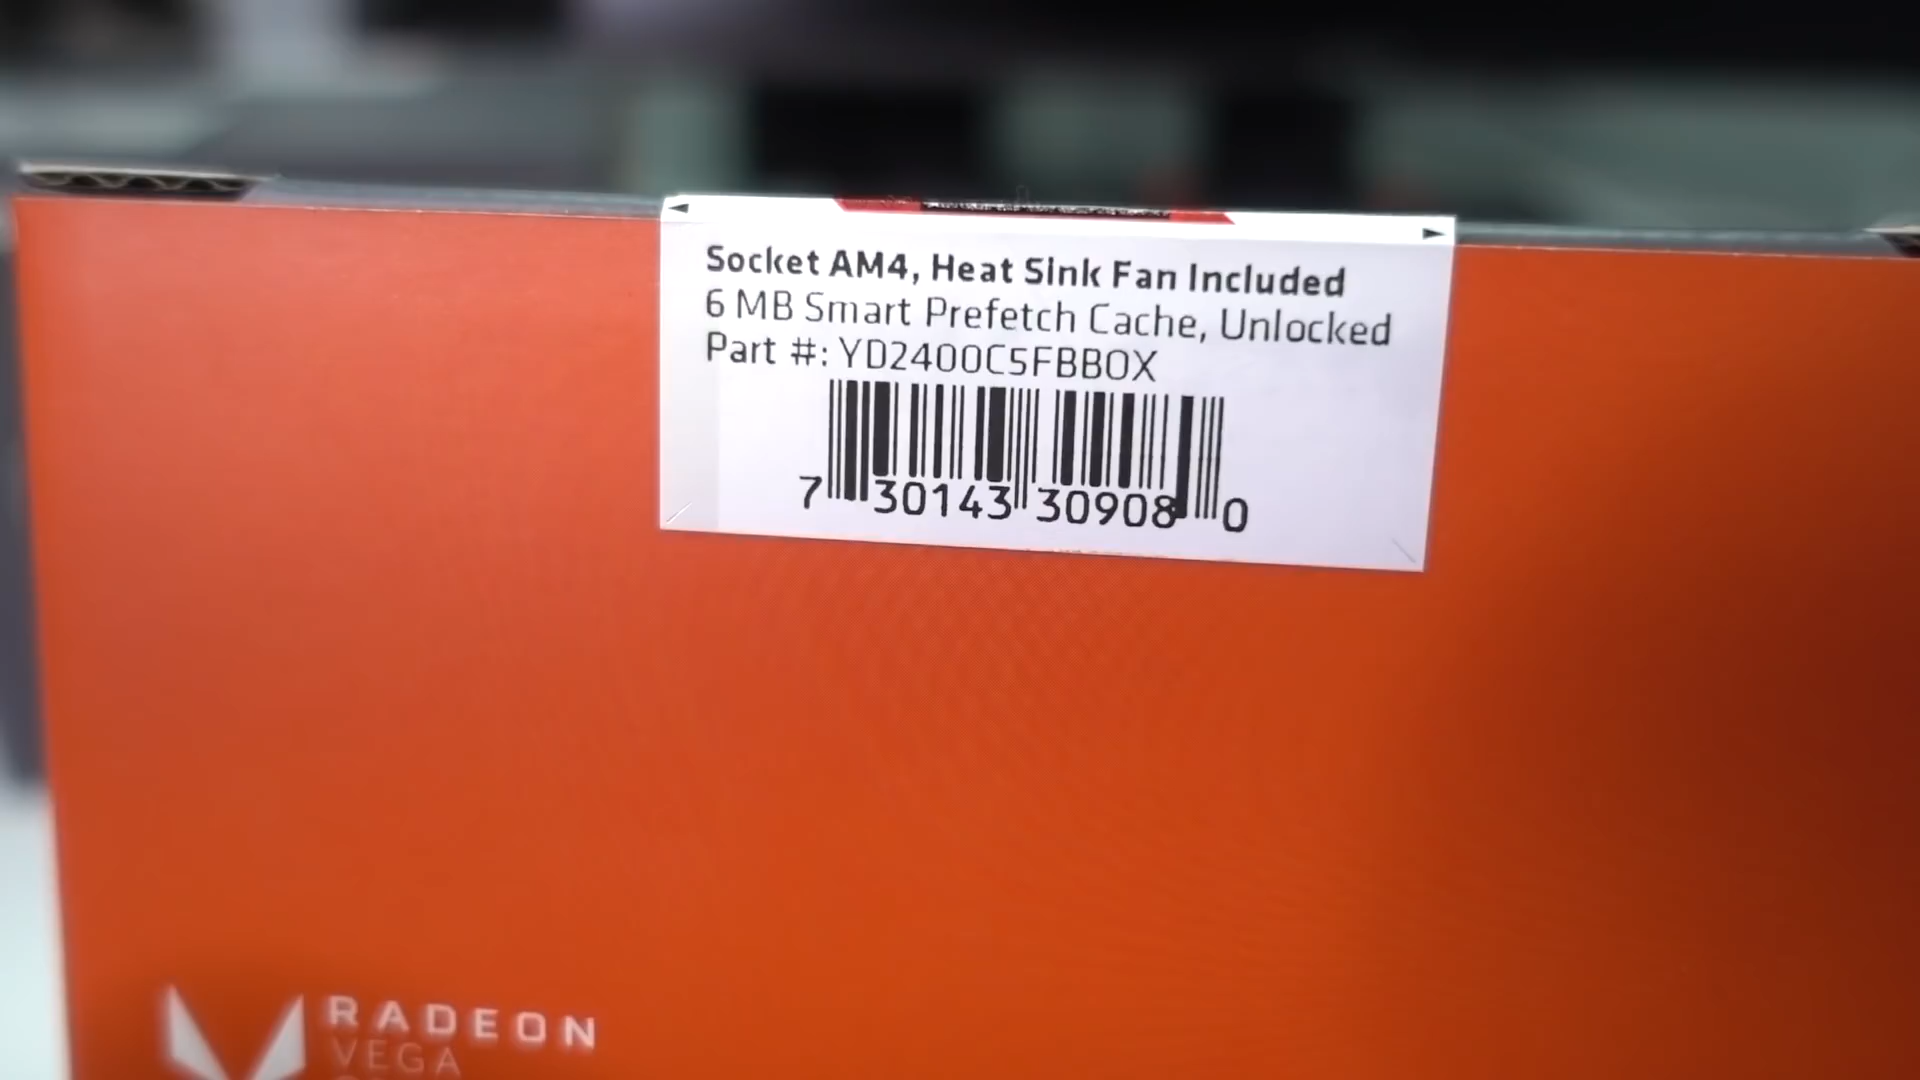 Socket AM4, Heat Sink Fan Included
6 MB Smart Prefetch Cache, Unlocked
Part #: YD2400C5FBBOX
7 30143 30908 0
RADEON
VEGA